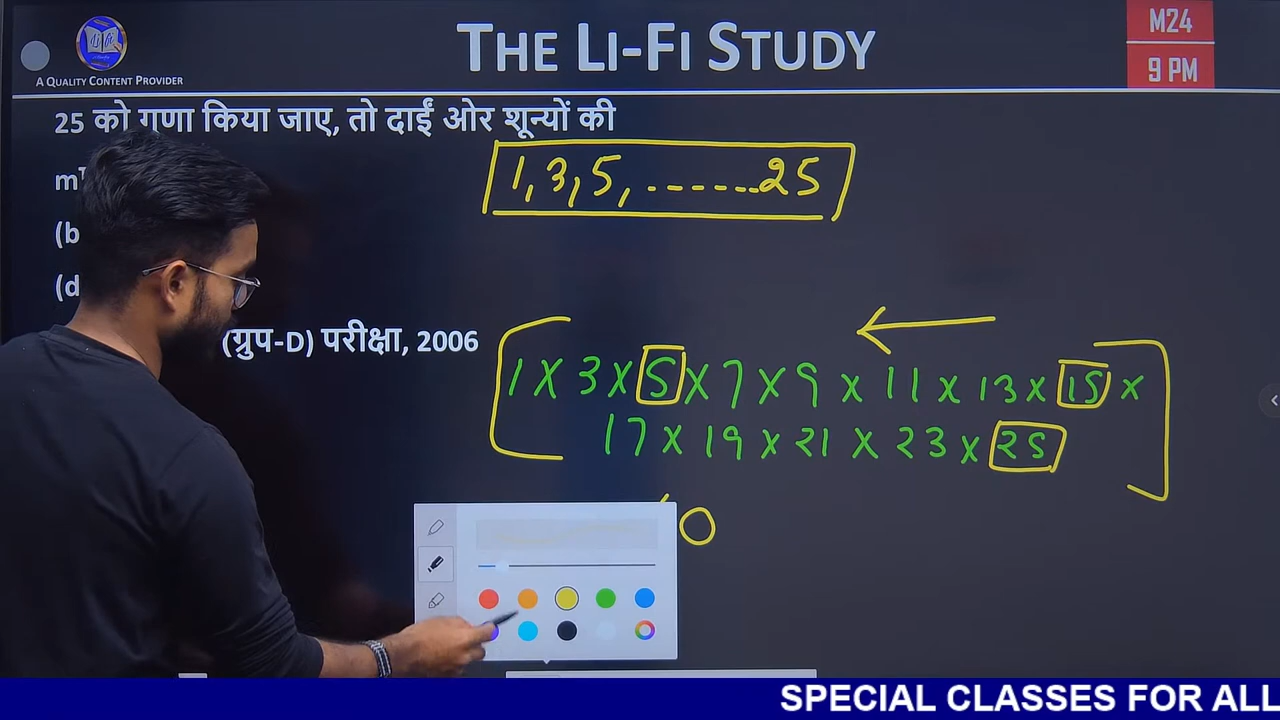 THE LI-FI STUDY
M24
9 PM
A QUALITY CONTENT PROVIDER
25 को गुणा किया जाए, तो दाईं ओर शून्यों की
1, 3, 5, ....... 25
(b
(d
(ग्रुप-D) परीक्षा, 2006
1 X 3 X 5 X 7 X 9 X 11 X 13 X 15 X
17 X 19 X 21 X 23 X 25
0
SPECIAL CLASSES FOR ALL